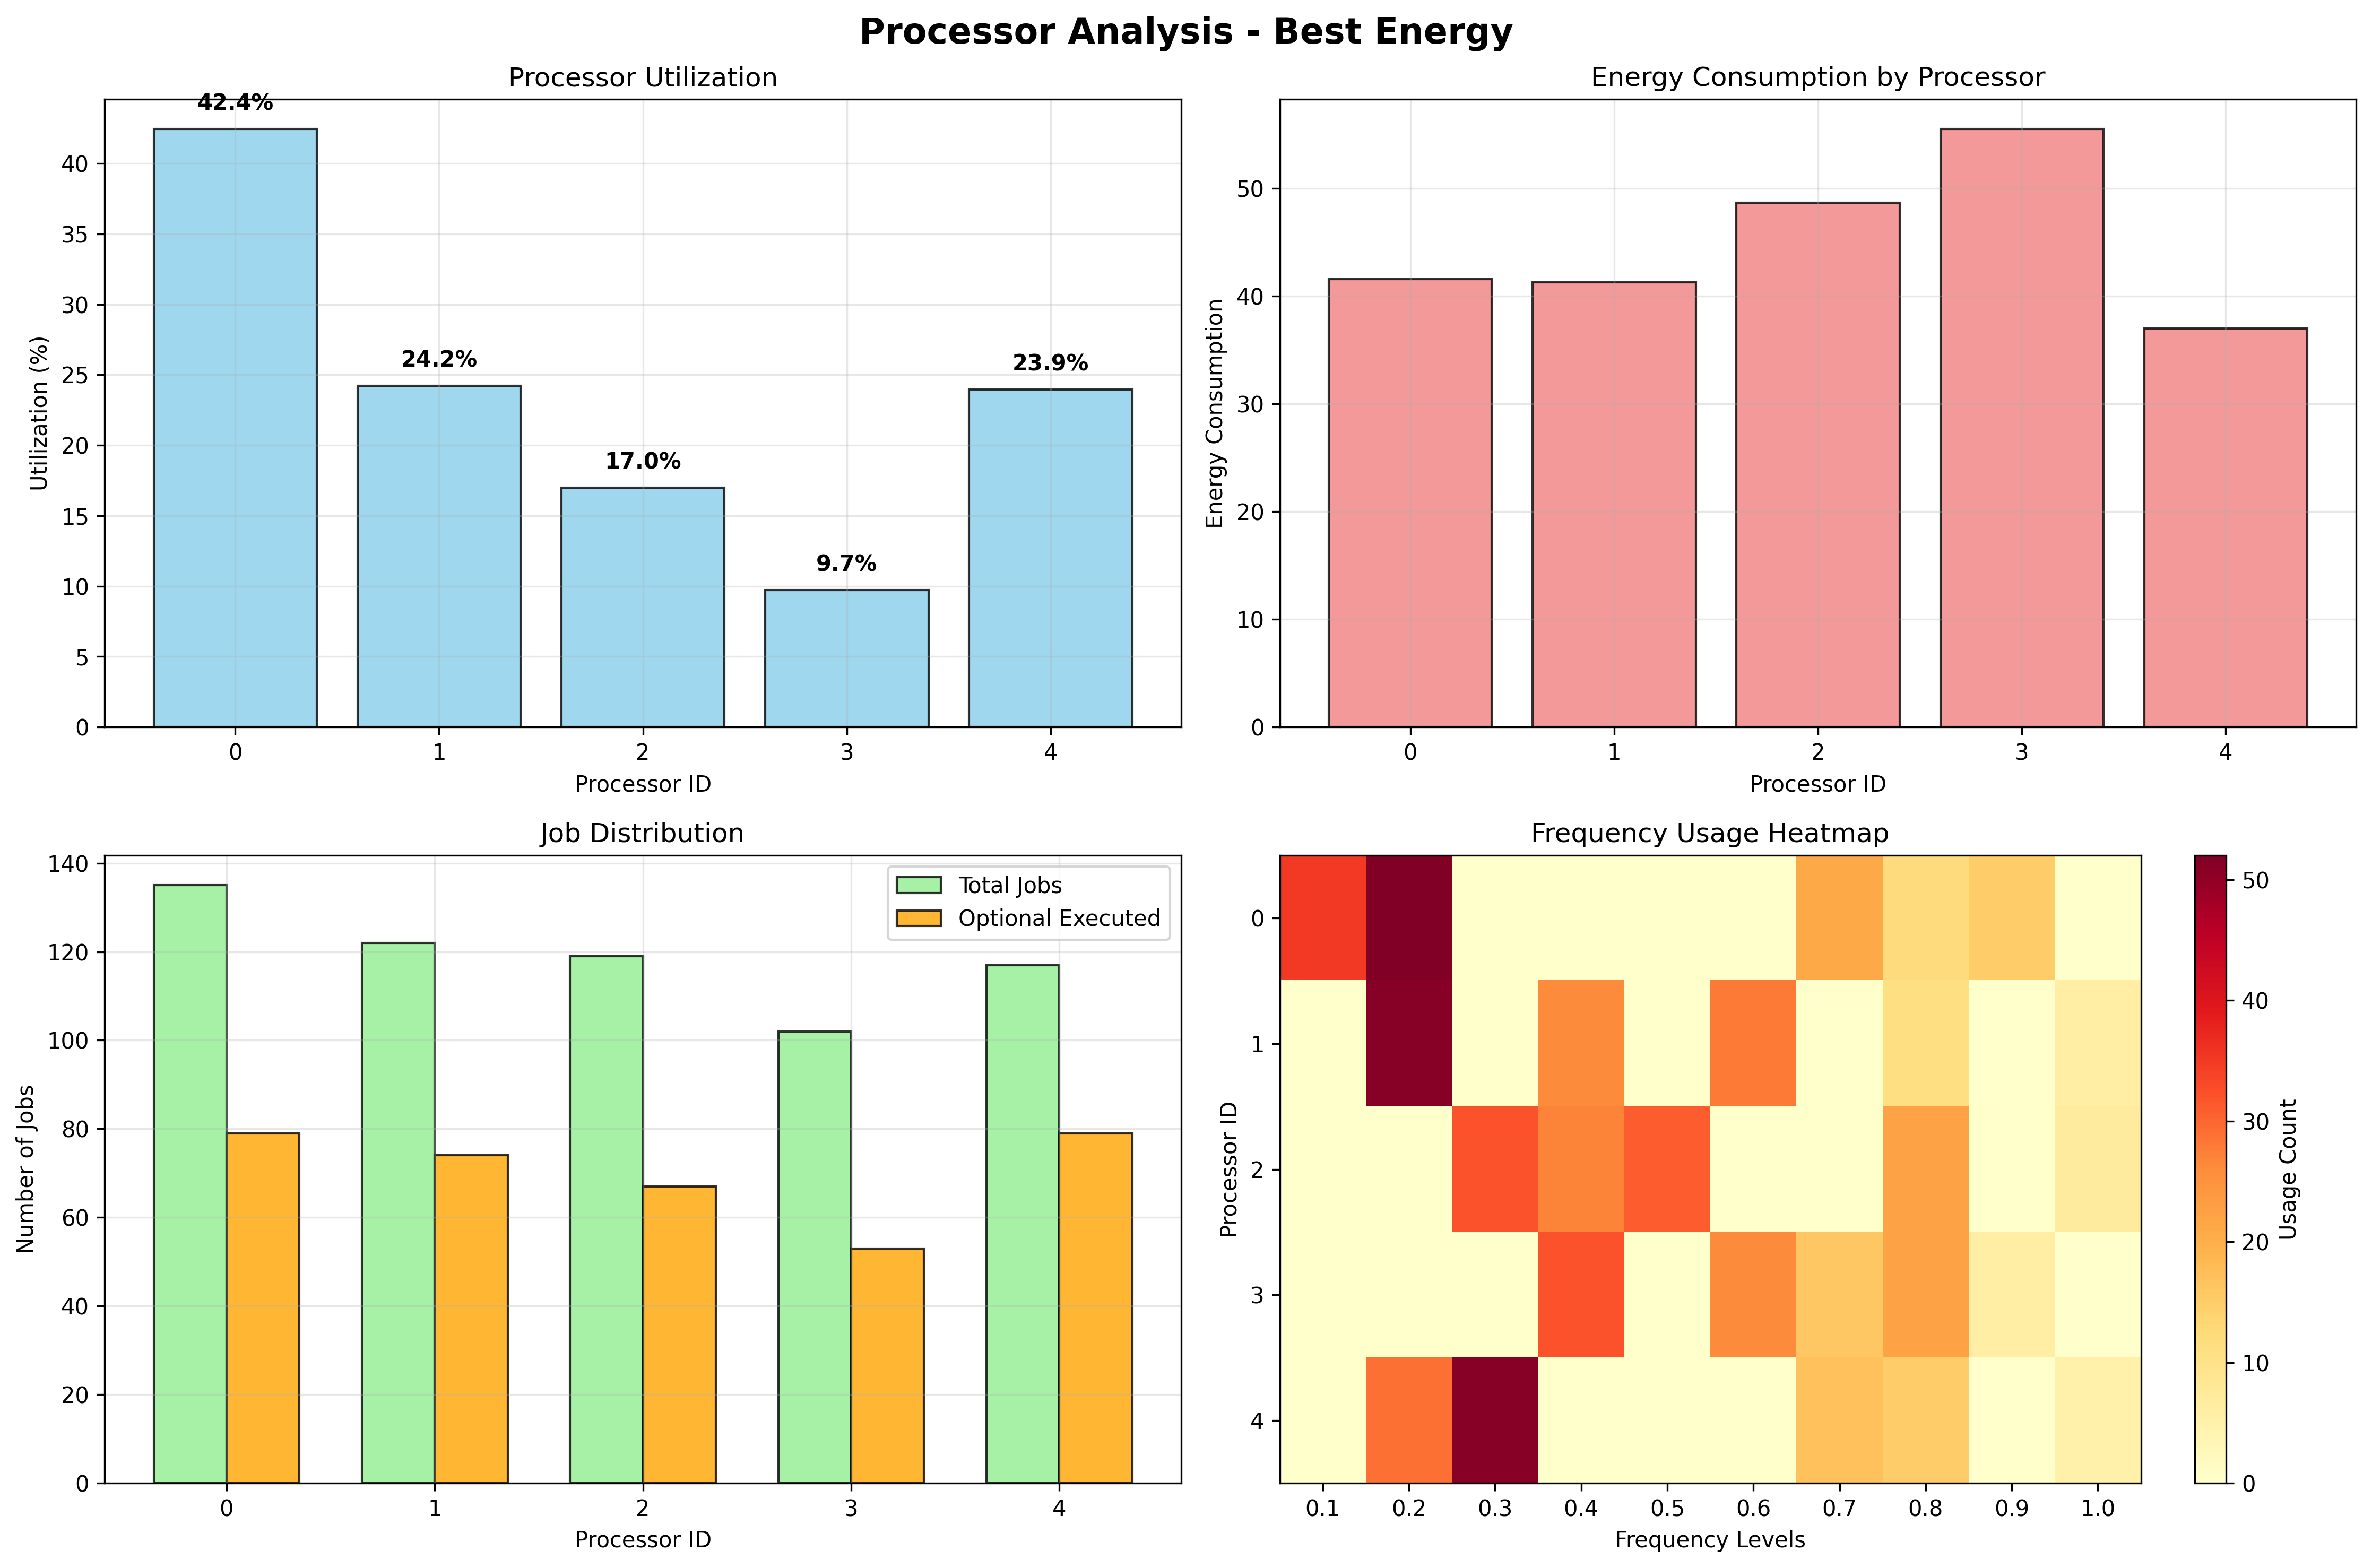 Processor Analysis - Best Energy
Processor Utilization
42.4%
24.2%
17.0%
9.7%
23.9%
40
35
30
25
20
15
10
5
0
Utilization (%)
0 1 2 3 4
Processor ID
Energy Consumption by Processor
50
40
30
20
10
0
Energy Consumption
0 1 2 3 4
Processor ID
Job Distribution
Total Jobs
Optional Executed
140
120
100
80
60
40
20
0
Number of Jobs
0 1 2 3 4
Processor ID
Frequency Usage Heatmap
0
1
2
3
4
Processor ID
0.1 0.2 0.3 0.4 0.5 0.6 0.7 0.8 0.9 1.0
Frequency Levels
50
40
30
20
10
0
Usage Count